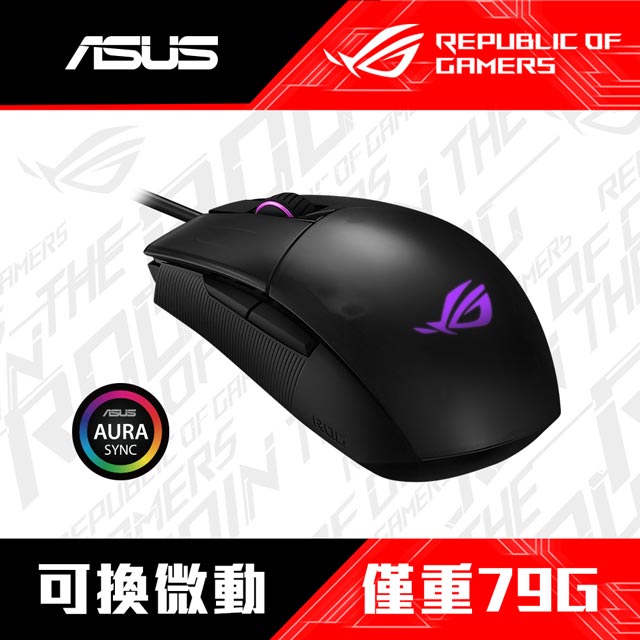 ASUS
REPUBLIC OF
GAMERS
ROG
ASUS
AURA
SYNC
可換微動
僅重79G